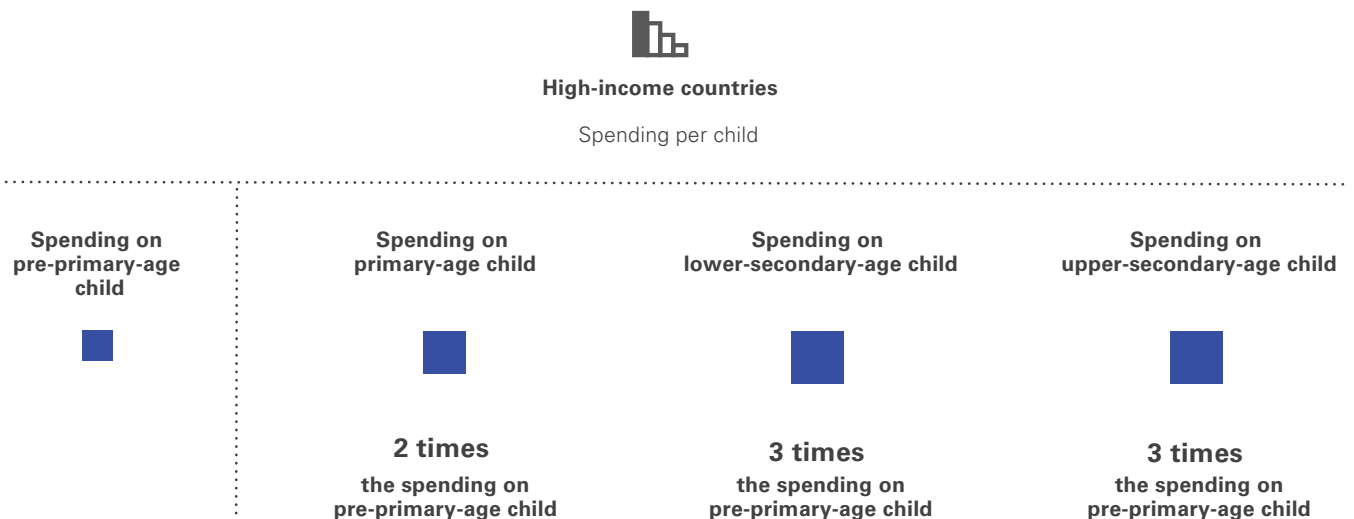 High-income countries
Spending per child
Spending on
pre-primary-age
child
Spending on
primary-age child
Spending on
lower-secondary-age child
Spending on
upper-secondary-age child
2 times
the spending on
pre-primary-age child
3 times
the spending on
pre-primary-age child
3 times
the spending on
pre-primary-age child